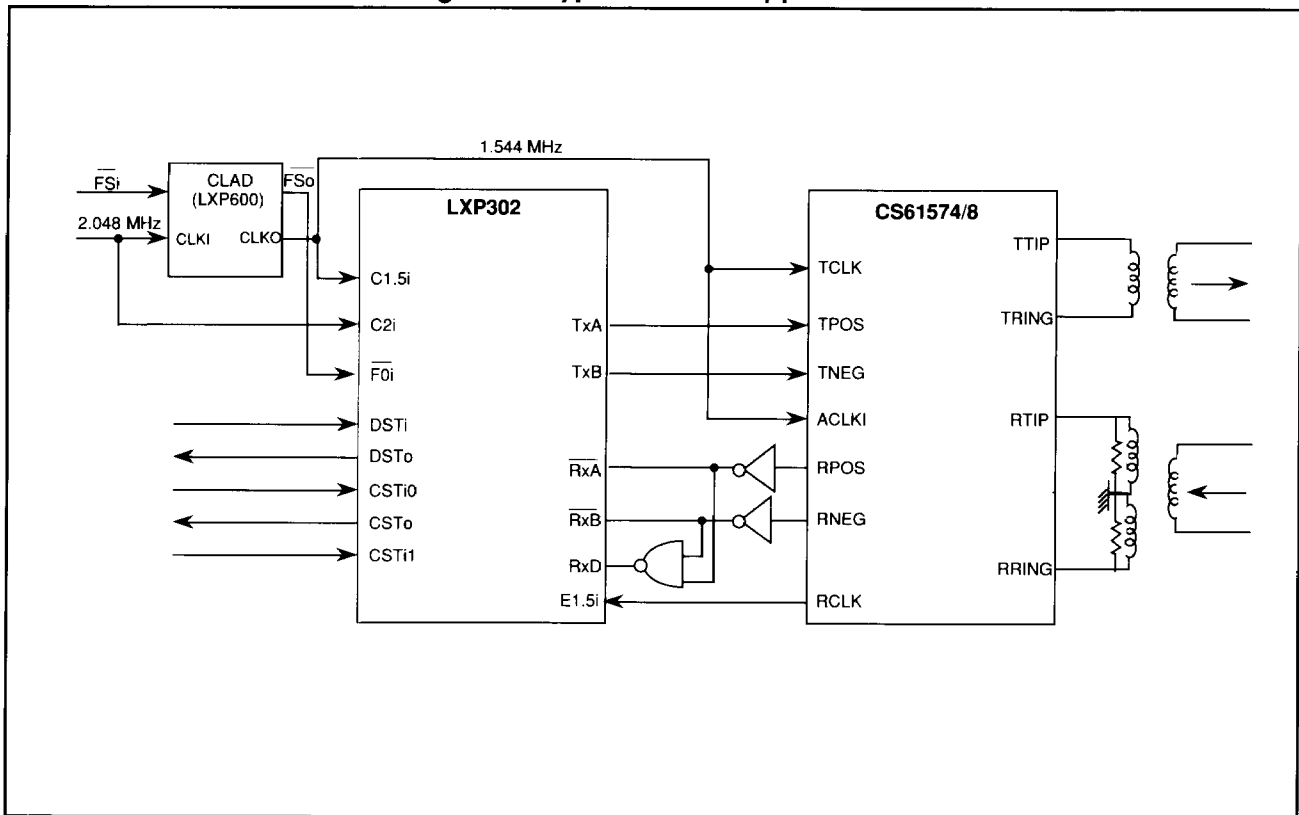 1.544 MHz
FSi
CLAD
(LXP600)
FSo
2.048 MHz
CLKI
CLKO
LXP302
C1.5i
C2i
F0i
DSTi
DSTo
CSTi0
CSTo
CSTi1
TxA
TxB
RxA
RxB
RxD
E1.5i
CS61574/8
TCLK
TPOS
TNEG
ACLKI
RPOS
RNEG
RCLK
TTIP
TRING
RTIP
RRING